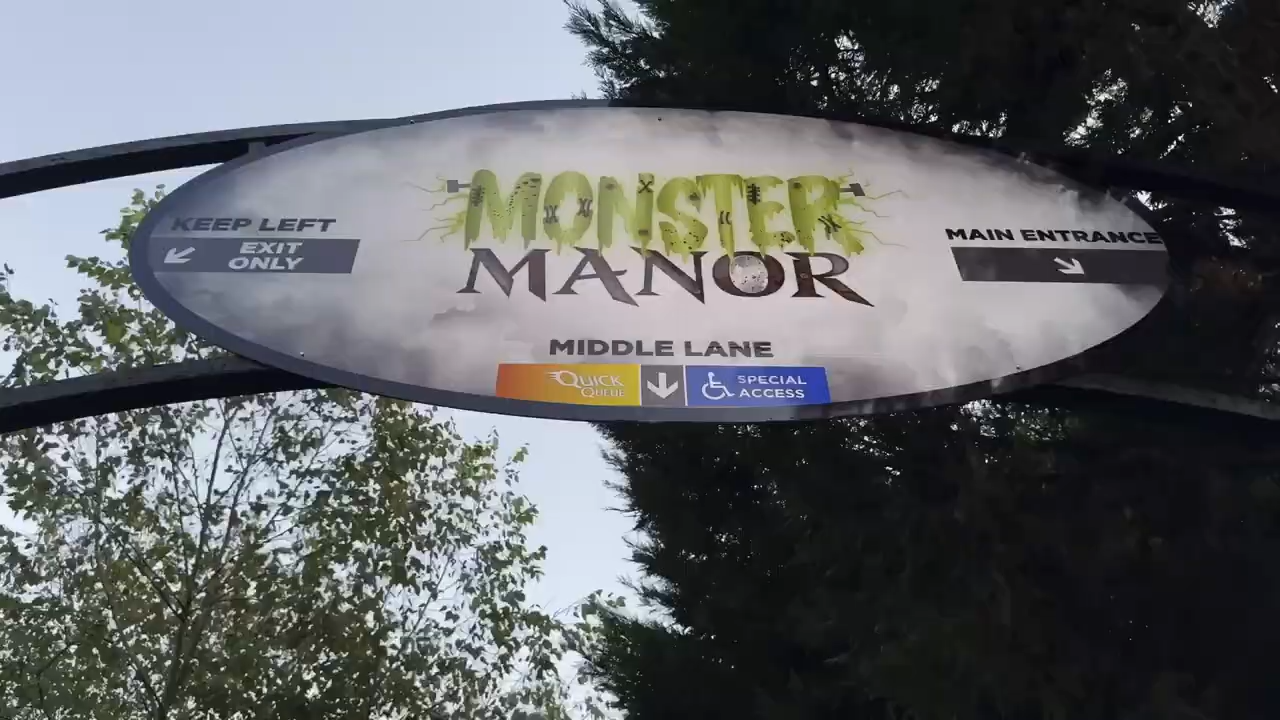 MONSTER
MANOR
KEEP LEFT
EXIT
ONLY
MAIN ENTRANCE
MIDDLE LANE
QUICK
QUEUE
SPECIAL
ACCESS